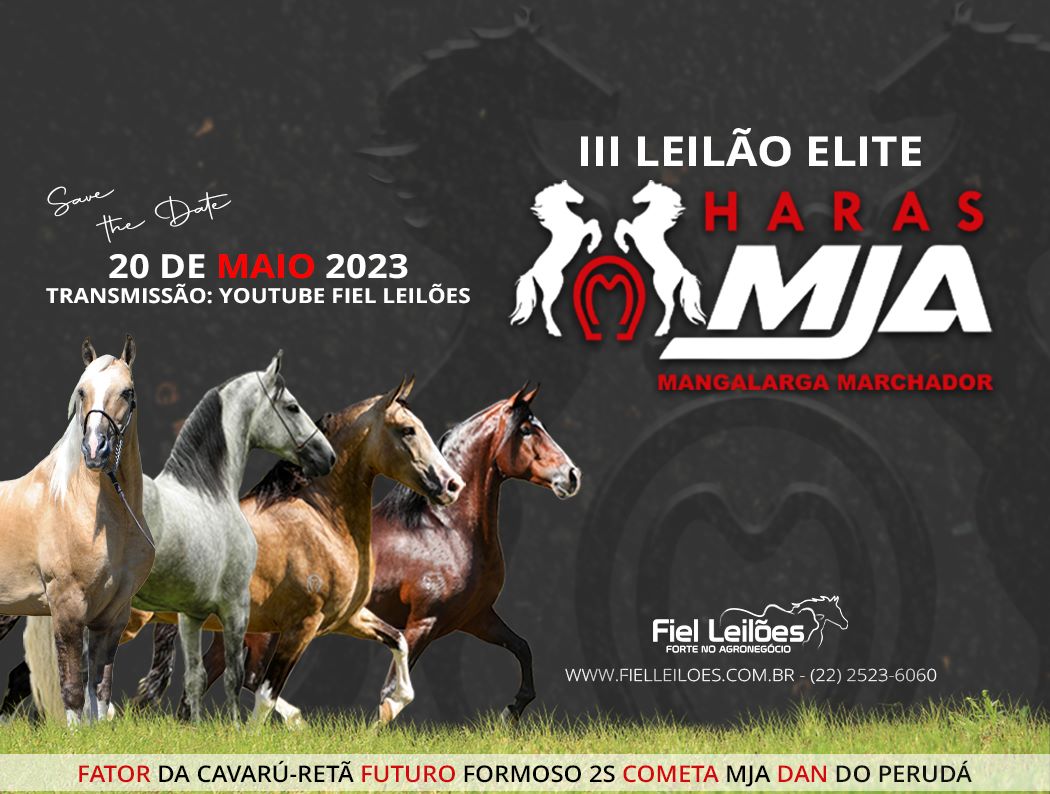 III LEILÃO ELITE
HARAS
MJA
MANGALARGA MARCHADOR
Save
the Date
20 DE MAIO 2023
TRANSMISSÃO: YOUTUBE FIEL LEILÕES
Fiel Leilões
FORTE NO AGRONEGÓCIO
WWW.FIELLEILOES.COM.BR - (22) 2523-6060
FATOR DA CAVARÚ-RETÃ FUTURO FORMOSO 2S COMETA MJA DAN DO PERUDÁ